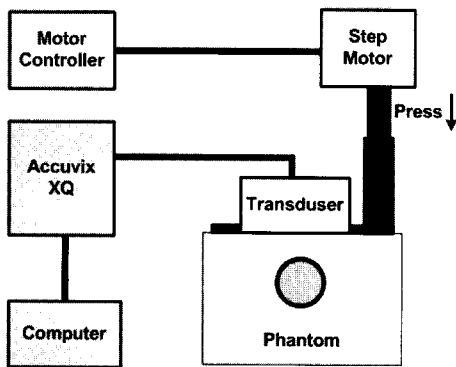 Motor
Controller
Step
Motor
Press
Accuvix
XQ
Transduser
Computer
Phantom